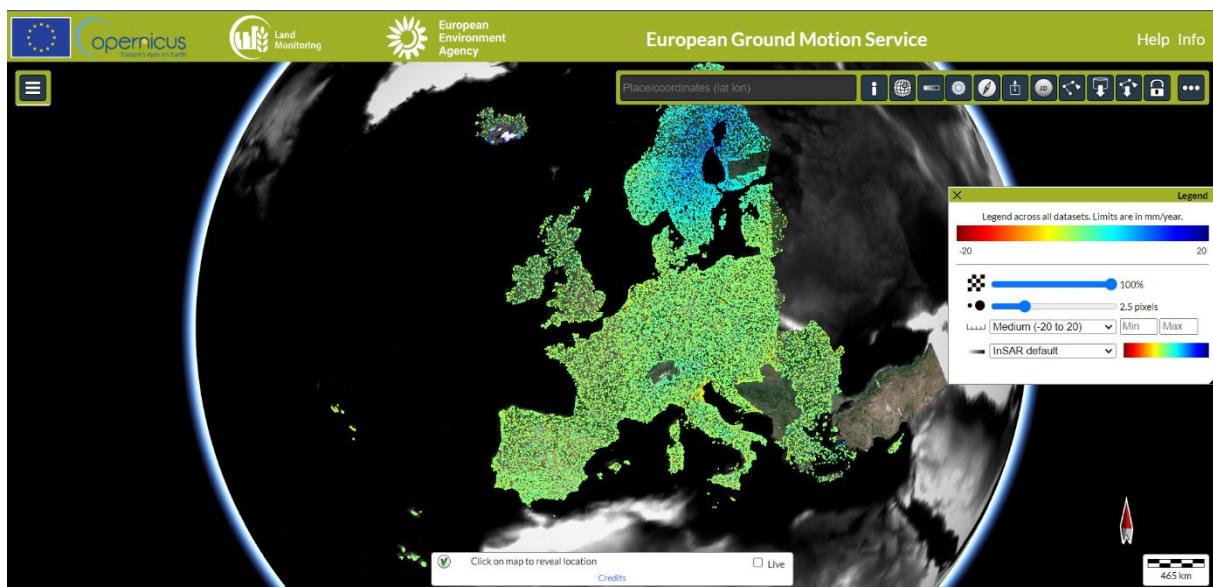 Copernicus
Europe's eyes on Earth
Land
Monitoring
European
Environment
Agency
European Ground Motion Service
Help Info
Place/coordinates (lat lon)
Legend
Legend across all datasets. Limits are in mm/year.
-20 20
100%
2.5 pixels
Medium (-20 to 20) Min Max
InSAR default
Click on map to reveal location
Live
Credits
465 km